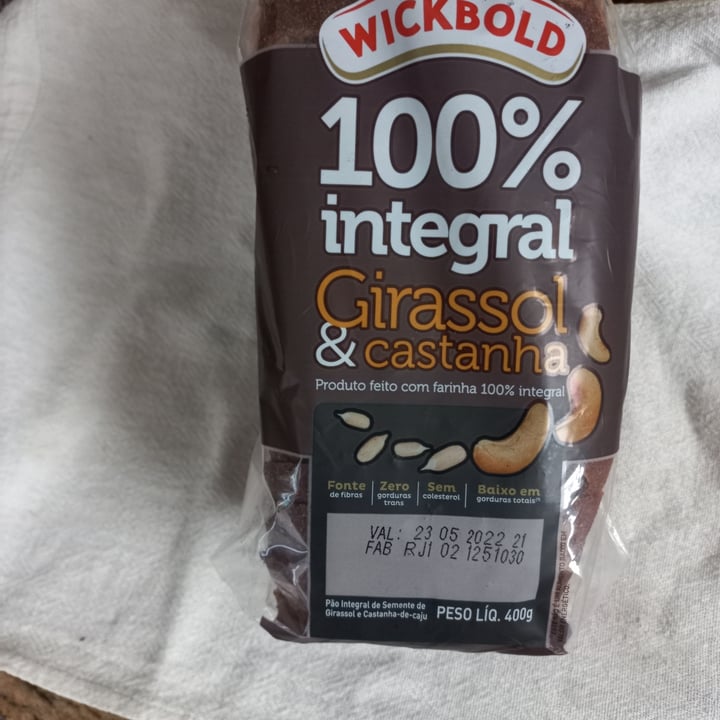 WICKBOLD
100%
integral
Girassol
& castanha
Produto feito com farinha 100% integral
Fonte de fibras
Zero gorduras trans
Sem colesterol
Baixo em gorduras totais
VAL: 23 05 2022 21
FAB RJ1 02 1251030
Pão Integral de Semente de
Girassol e Castanha-de-caju
PESO LÍQ. 400g